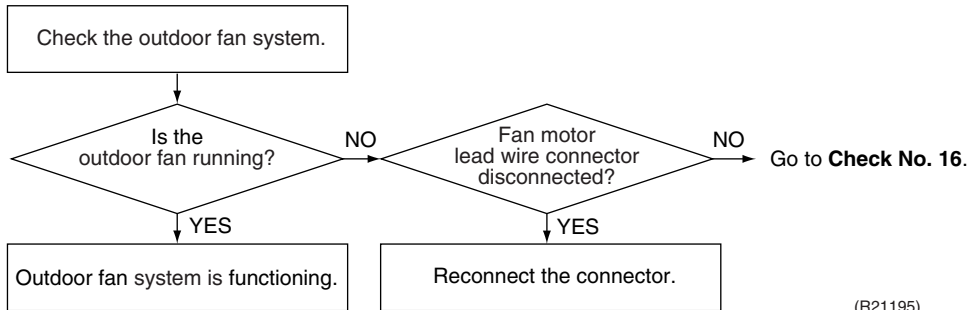 Check the outdoor fan system.
Is the
outdoor fan running?
NO
Fan motor
lead wire connector
disconnected?
NO
Go to Check No. 16.
YES
YES
Outdoor fan system is functioning.
Reconnect the connector.
(R21195)